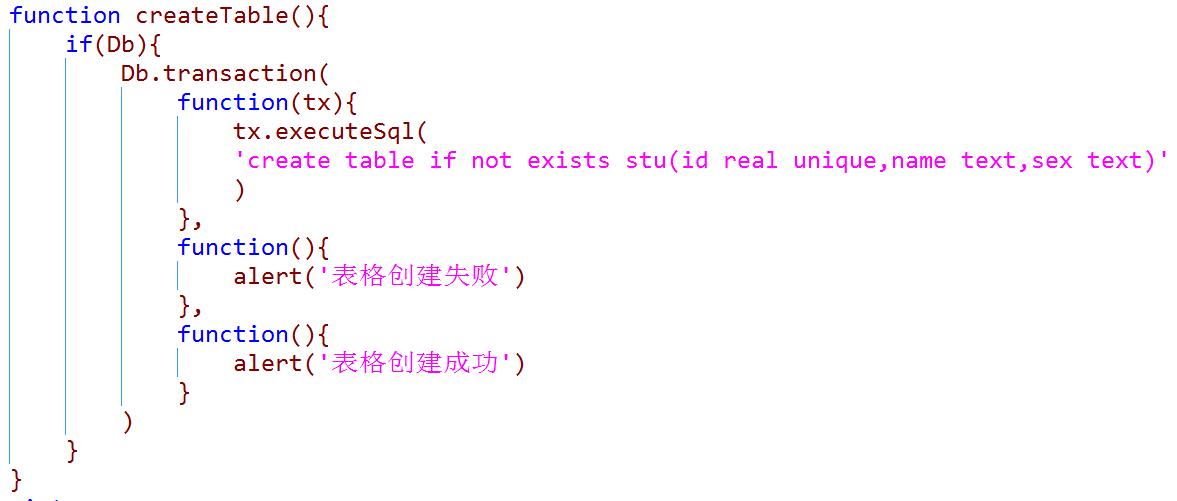 function createTable(){
    if(Db){
        Db.transaction(
            function(tx){
                tx.executeSql(
                'create table if not exists stu(id real unique,name text,sex text)'
                )
            },
            function(){
                alert('表格创建失败')
            },
            function(){
                alert('表格创建成功')
            }
        )
    }
}